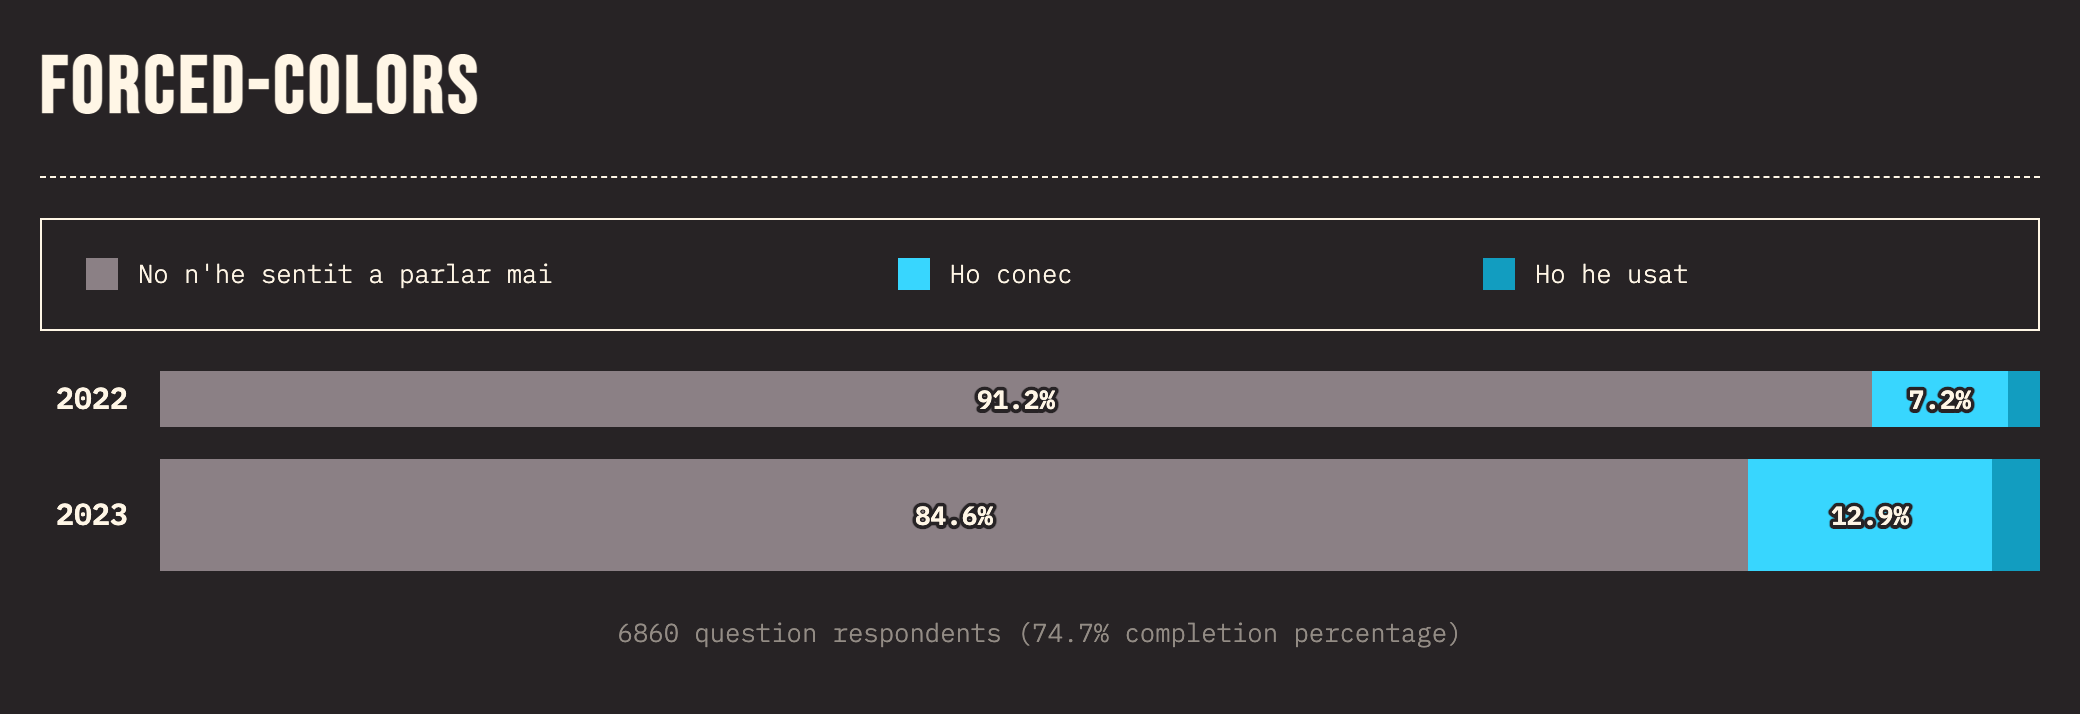 FORCED-COLORS
No n'he sentit a parlar mai
Ho conec
Ho he usat
2022
91.2%
7.2%
2023
84.6%
12.9%
6860 question respondents (74.7% completion percentage)